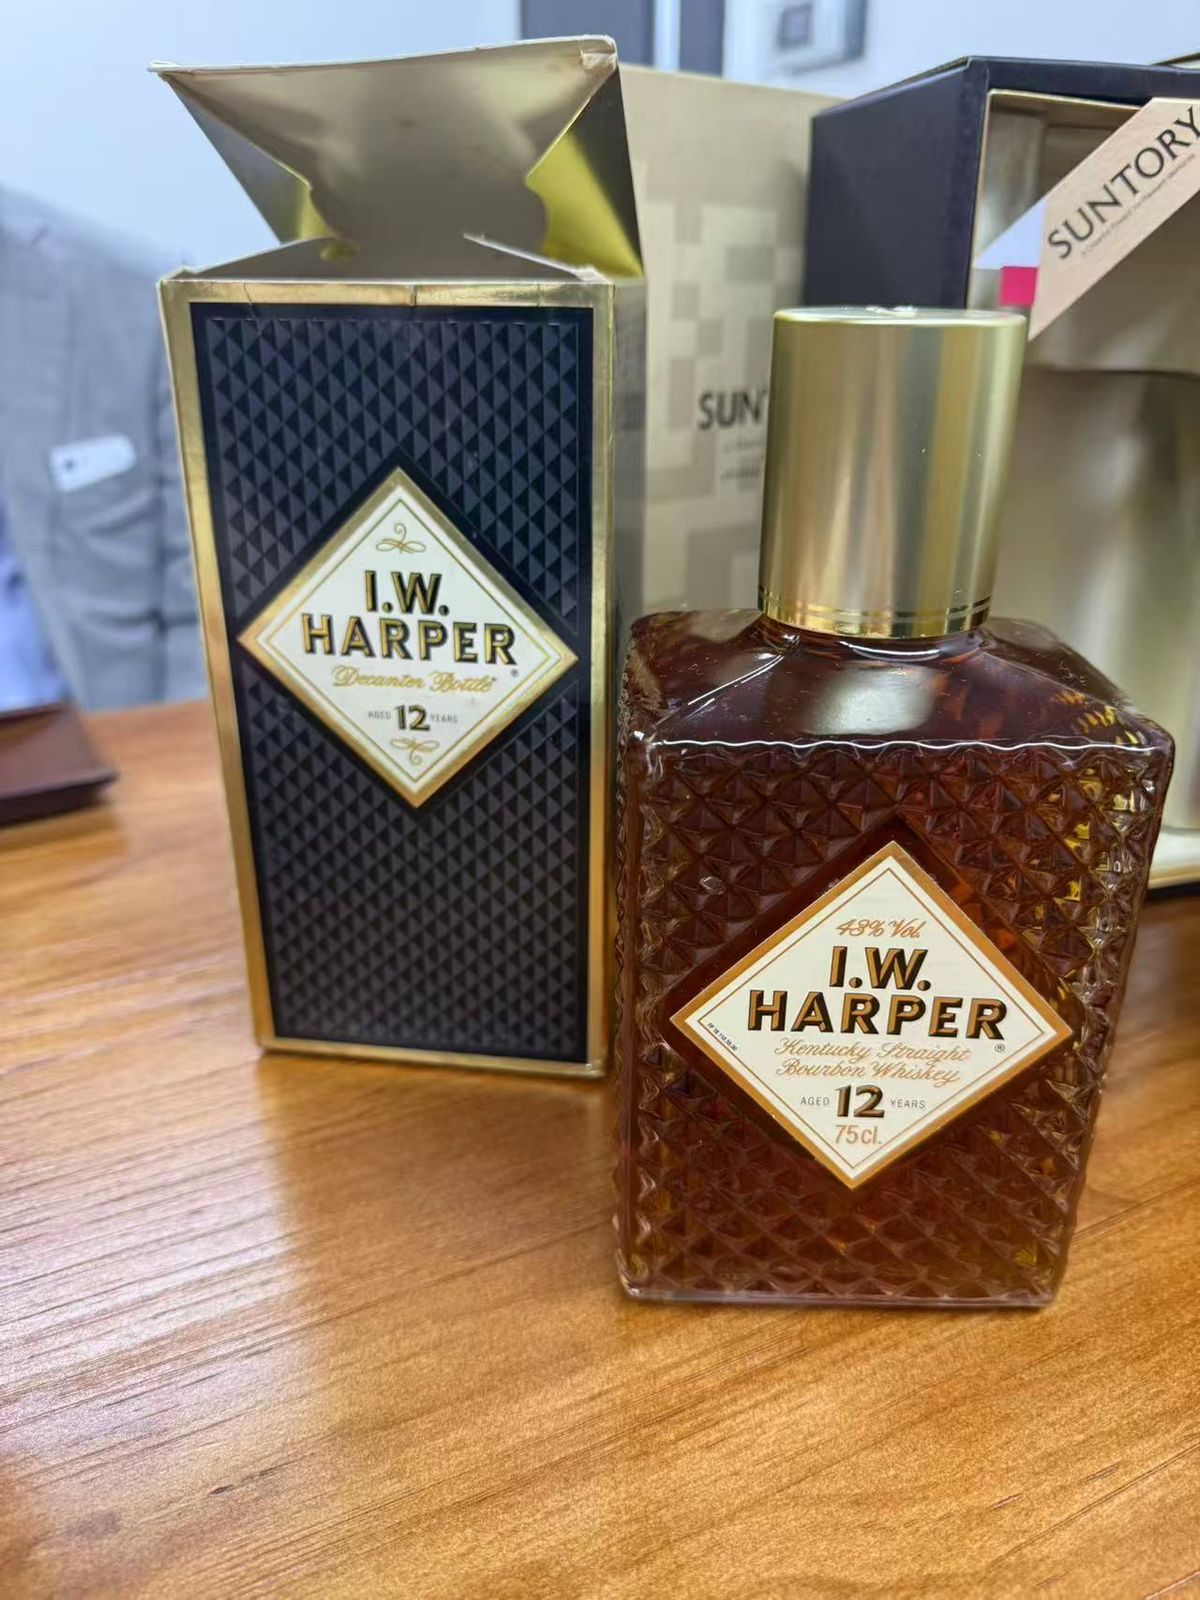 SUNTORY
SUN
I.W.
HARPER®
Decanter Bottle
AGED 12 YEARS
43% Vol.
I.W.
HARPER®
Kentucky Straight
Bourbon Whiskey
AGED 12 YEARS
75cl.